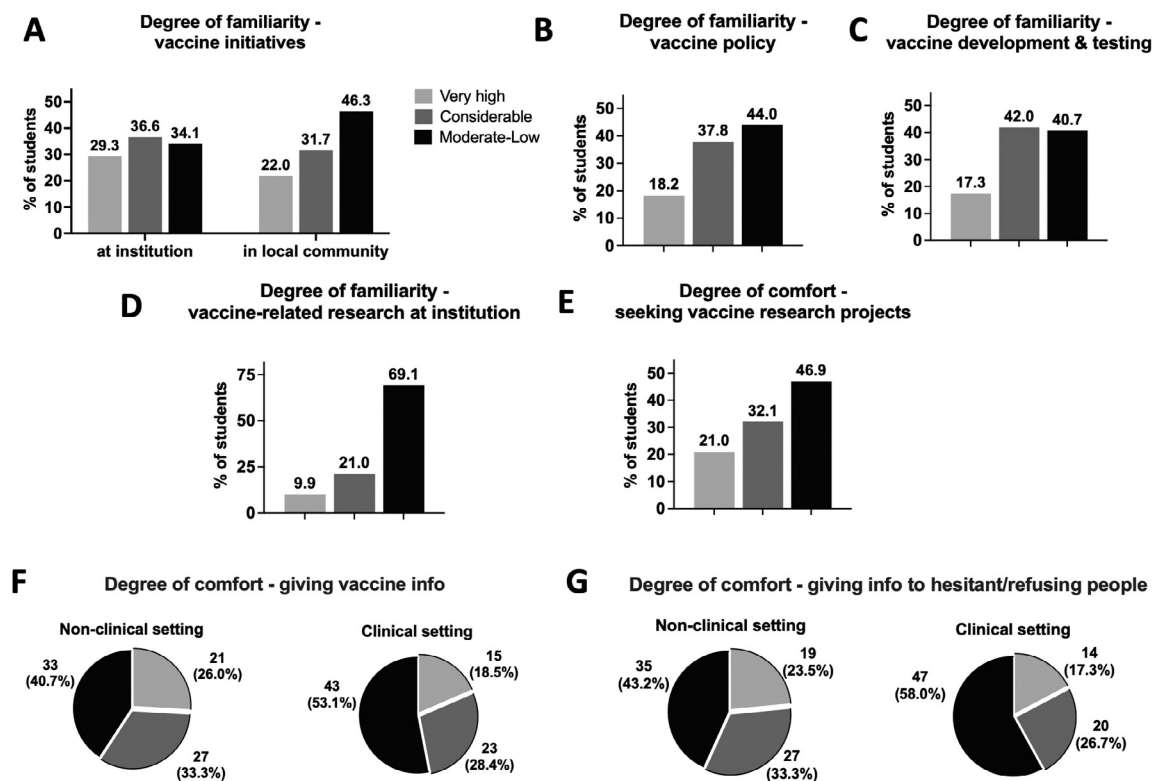 A
Degree of familiarity -
vaccine initiatives
% of students
50
40
30
20
10
0
29.3
36.6
34.1
22.0
31.7
46.3
at institution
in local community
Very high
Considerable
Moderate-Low
B
Degree of familiarity -
vaccine policy
% of students
50
40
30
20
10
0
18.2
37.8
44.0
C
Degree of familiarity -
vaccine development & testing
% of students
50
40
30
20
10
0
17.3
42.0
40.7
D
Degree of familiarity -
vaccine-related research at institution
% of students
75
50
25
0
9.9
21.0
69.1
E
Degree of comfort -
seeking vaccine research projects
% of students
50
40
30
20
10
0
21.0
32.1
46.9
F
Degree of comfort - giving vaccine info
Non-clinical setting
33
(40.7%)
21
(26.0%)
27
(33.3%)
Clinical setting
43
(53.1%)
15
(18.5%)
23
(28.4%)
G
Degree of comfort - giving info to hesitant/refusing people
Non-clinical setting
35
(43.2%)
19
(23.5%)
27
(33.3%)
Clinical setting
47
(58.0%)
14
(17.3%)
20
(26.7%)